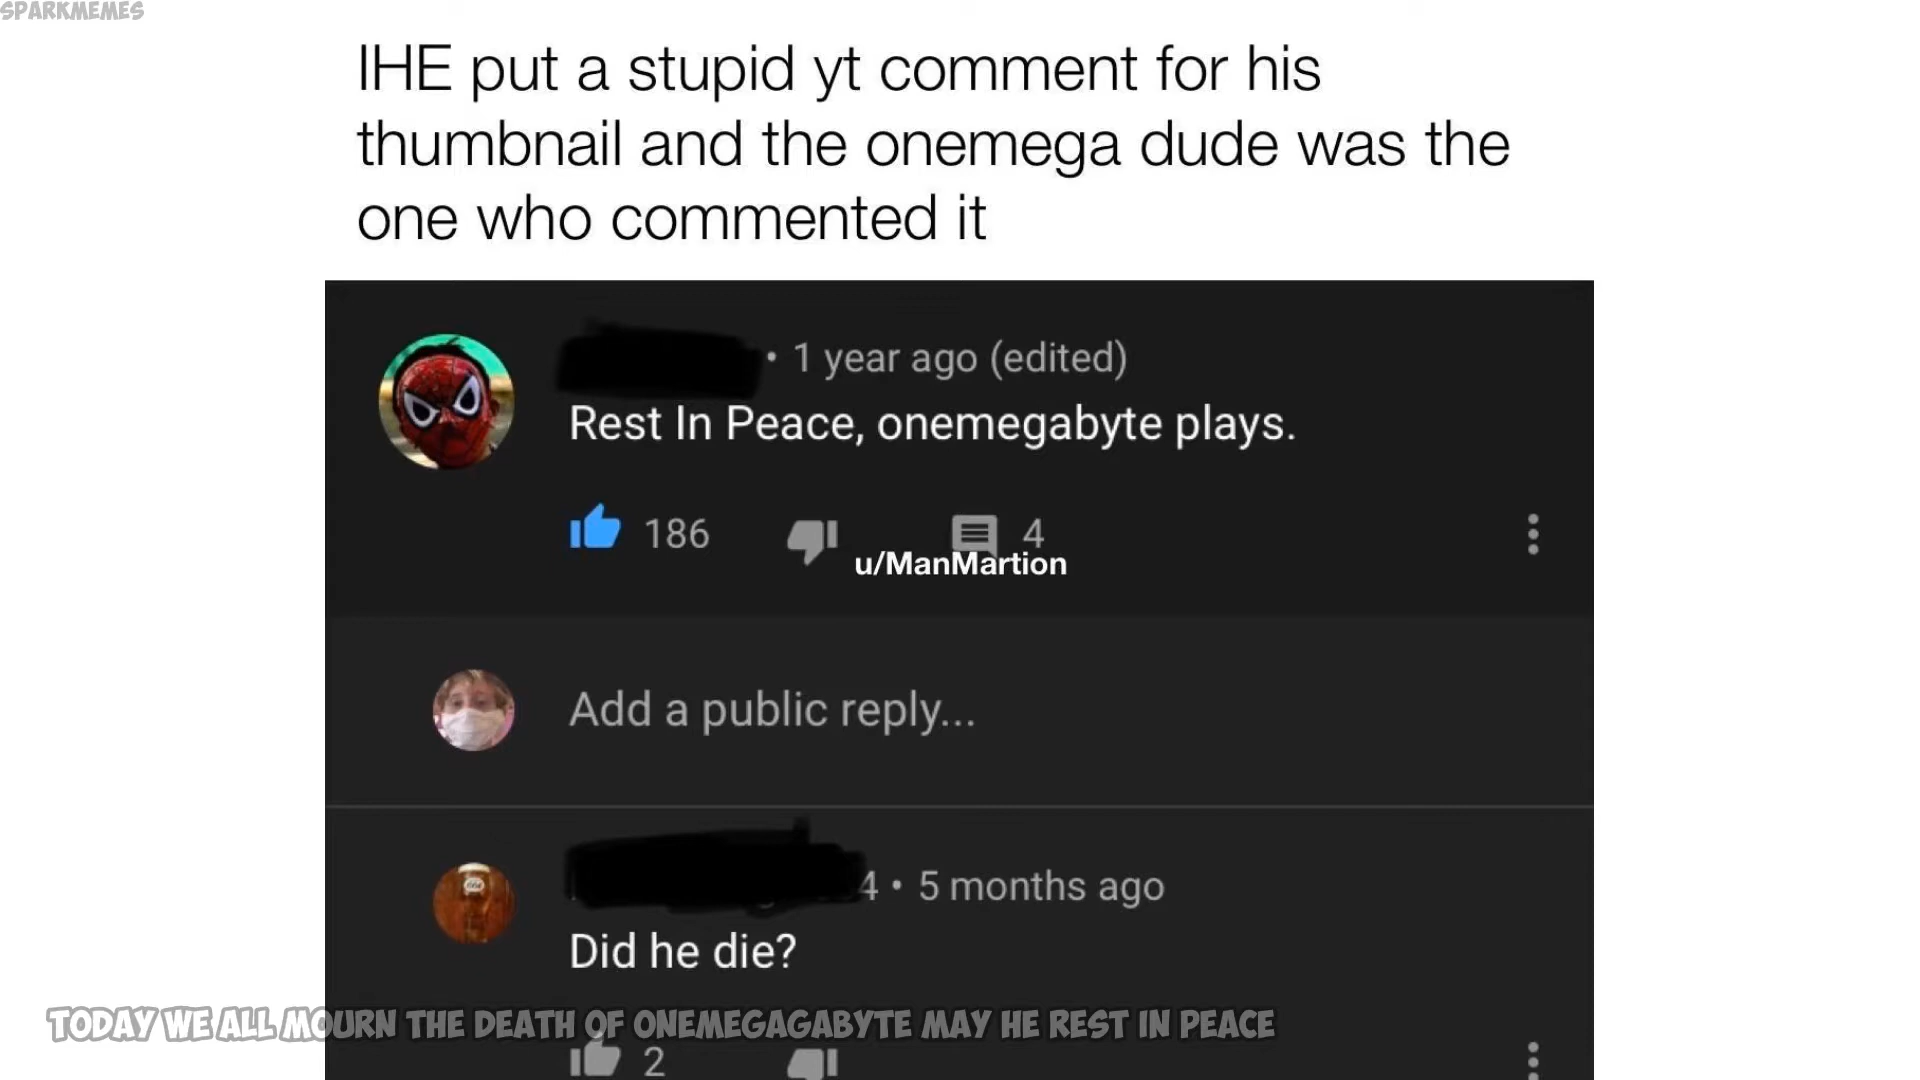 SPARKMEMES
IHE put a stupid yt comment for his
thumbnail and the onemega dude was the
one who commented it
• 1 year ago (edited)
Rest In Peace, onemegabyte plays.
186
4
u/ManMartion
Add a public reply...
4 • 5 months ago
Did he die?
TODAY WE ALL MOURN THE DEATH OF ONEMEGAGABYTE MAY HE REST IN PEACE
2